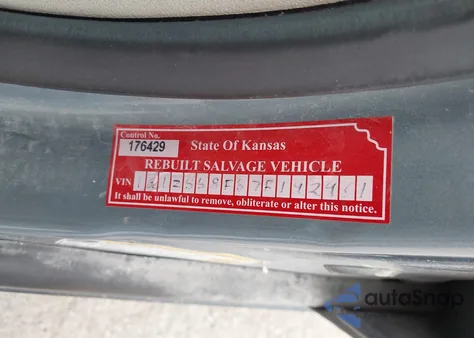 Control No.
176429 State Of Kansas
REBUILT SALVAGE VEHICLE
VIN
It shall be unlawful to remove, obliterate or alter this notice.
autoSnap